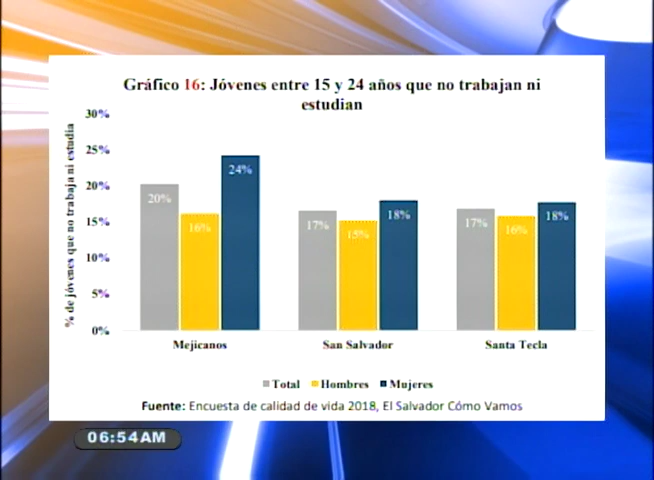 Gráfico 16: Jóvenes entre 15 y 24 años que no trabajan ni
estudian
% de jóvenes que no trabaja ni estudia
30%
25%
20%
15%
10%
5%
0%
20%
16%
24%
17%
15%
18%
17%
16%
18%
Mejicanos
San Salvador
Santa Tecla
Total
Hombres
Mujeres
Fuente: Encuesta de calidad de vida 2018, El Salvador Cómo Vamos
06:54AM